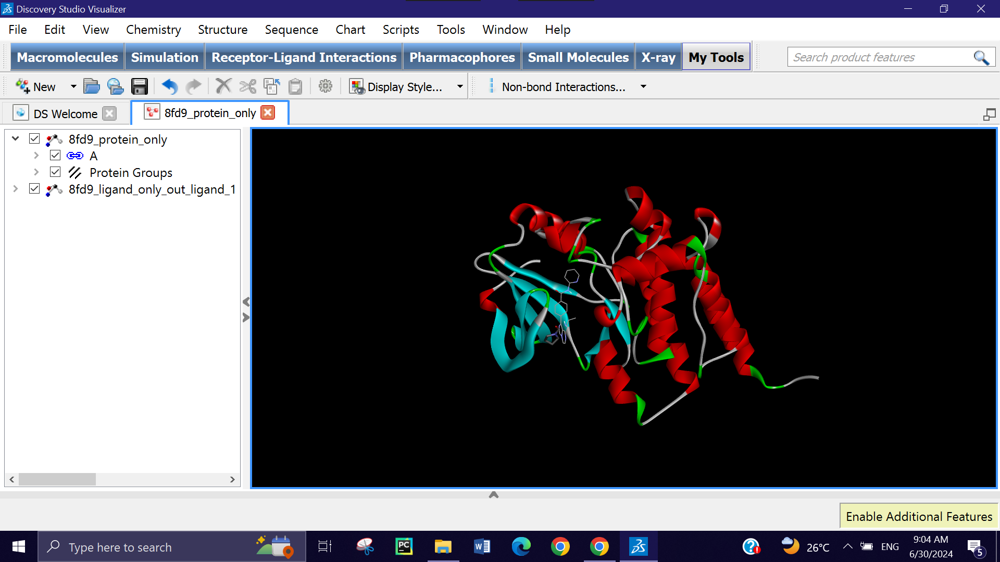 Discovery Studio Visualizer
File Edit View Chemistry Structure Sequence Chart Scripts Tools Window Help
Macromolecules Simulation Receptor-Ligand Interactions Pharmacophores Small Molecules X-ray My Tools Search product features
New Display Style... Non-bond Interactions...
DS Welcome 8fd9_protein_only
8fd9_protein_only
A
Protein Groups
8fd9_ligand_only_out_ligand_1
Enable Additional Features
Type here to search PC W 26°C ENG 9:04 AM
6/30/2024 5